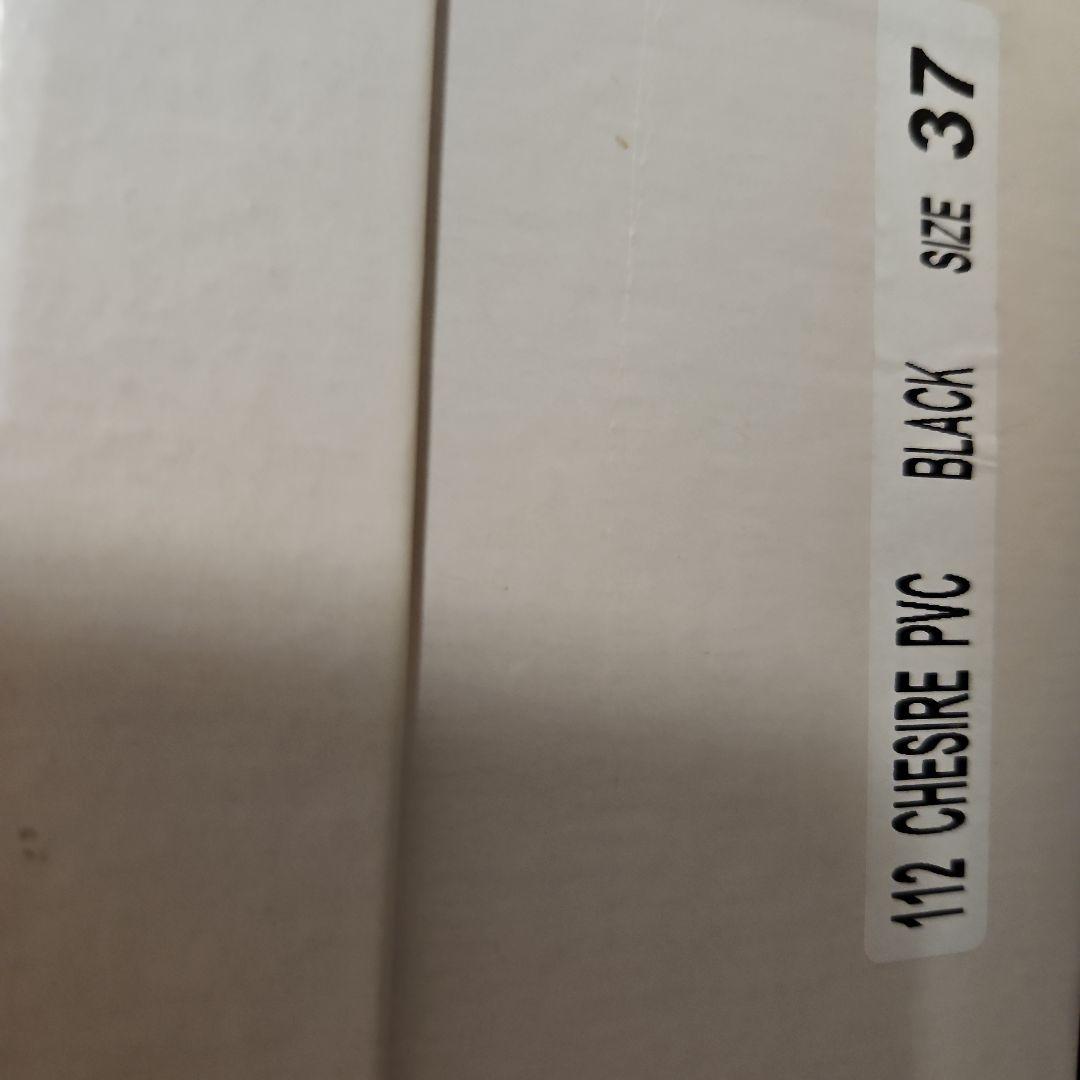 112 CHESIRE PVC BLACK SIZE 37